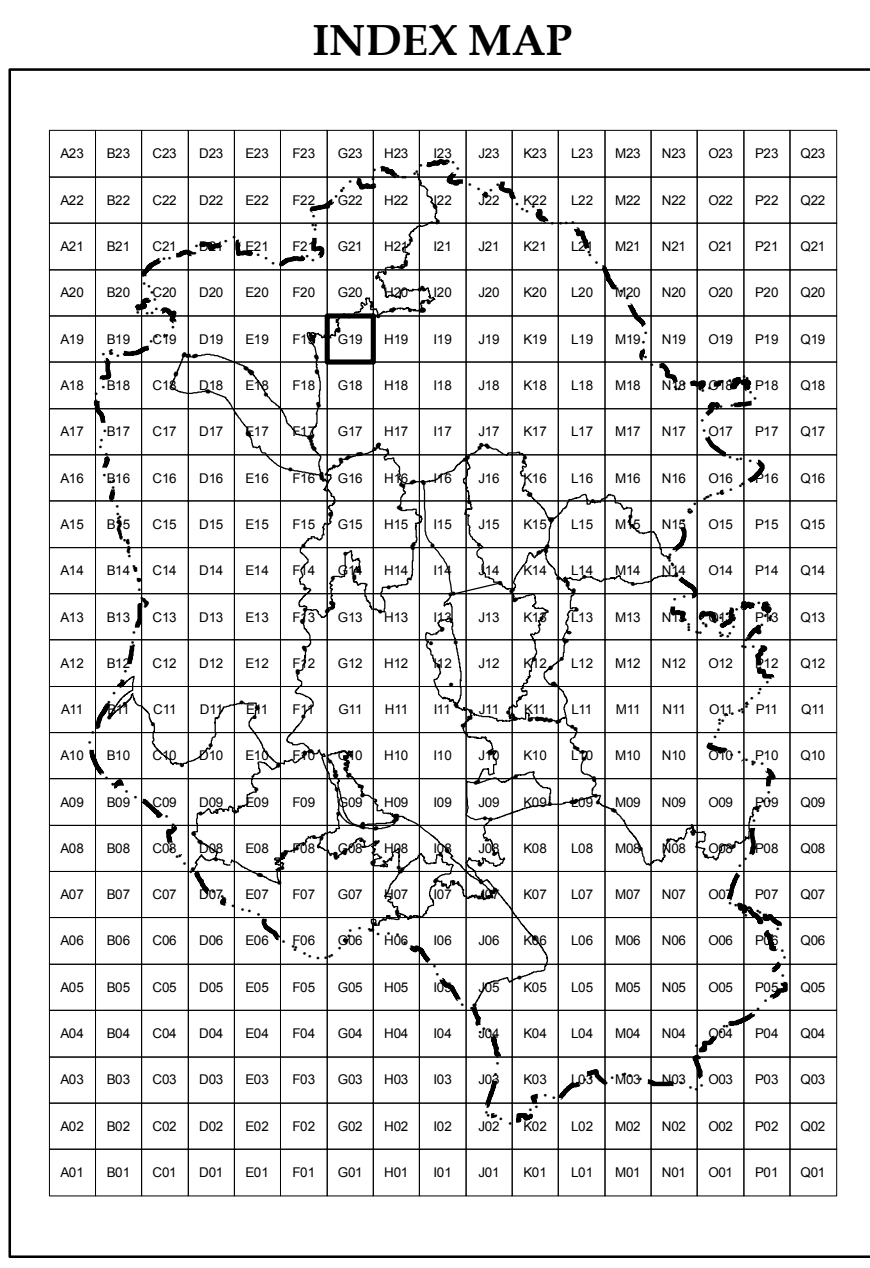 INDEX MAP
A23 B23 C23 D23 E23 F23 G23 H23 I23 J23 K23 L23 M23 N23 O23 P23 Q23
A22 B22 C22 D22 E22 F22 G22 H22 I22 J22 K22 L22 M22 N22 O22 P22 Q22
A21 B21 C21 D21 E21 F21 G21 H21 I21 J21 K21 L21 M21 N21 O21 P21 Q21
A20 B20 C20 D20 E20 F20 G20 H20 I20 J20 K20 L20 M20 N20 O20 P20 Q20
A19 B19 C19 D19 E19 F19 G19 H19 I19 J19 K19 L19 M19 N19 O19 P19 Q19
A18 B18 C18 D18 E18 F18 G18 H18 I18 J18 K18 L18 M18 N18 O18 P18 Q18
A17 B17 C17 D17 E17 F17 G17 H17 I17 J17 K17 L17 M17 N17 O17 P17 Q17
A16 B16 C16 D16 E16 F16 G16 H16 I16 J16 K16 L16 M16 N16 O16 P16 Q16
A15 B15 C15 D15 E15 F15 G15 H15 I15 J15 K15 L15 M15 N15 O15 P15 Q15
A14 B14 C14 D14 E14 F14 G14 H14 I14 J14 K14 L14 M14 N14 O14 P14 Q14
A13 B13 C13 D13 E13 F13 G13 H13 I13 J13 K13 L13 M13 N13 O13 P13 Q13
A12 B12 C12 D12 E12 F12 G12 H12 I12 J12 K12 L12 M12 N12 O12 P12 Q12
A11 B11 C11 D11 E11 F11 G11 H11 I11 J11 K11 L11 M11 N11 O11 P11 Q11
A10 B10 C10 D10 E10 F10 G10 H10 I10 J10 K10 L10 M10 N10 O10 P10 Q10
A09 B09 C09 D09 E09 F09 G09 H09 I09 J09 K09 L09 M09 N09 O09 P09 Q09
A08 B08 C08 D08 E08 F08 G08 H08 I08 J08 K08 L08 M08 N08 O08 P08 Q08
A07 B07 C07 D07 E07 F07 G07 H07 I07 J07 K07 L07 M07 N07 O07 P07 Q07
A06 B06 C06 D06 E06 F06 G06 H06 I06 J06 K06 L06 M06 N06 O06 P06 Q06
A05 B05 C05 D05 E05 F05 G05 H05 I05 J05 K05 L05 M05 N05 O05 P05 Q05
A04 B04 C04 D04 E04 F04 G04 H04 I04 J04 K04 L04 M04 N04 O04 P04 Q04
A03 B03 C03 D03 E03 F03 G03 H03 I03 J03 K03 L03 M03 N03 O03 P03 Q03
A02 B02 C02 D02 E02 F02 G02 H02 I02 J02 K02 L02 M02 N02 O02 P02 Q02
A01 B01 C01 D01 E01 F01 G01 H01 I01 J01 K01 L01 M01 N01 O01 P01 Q01